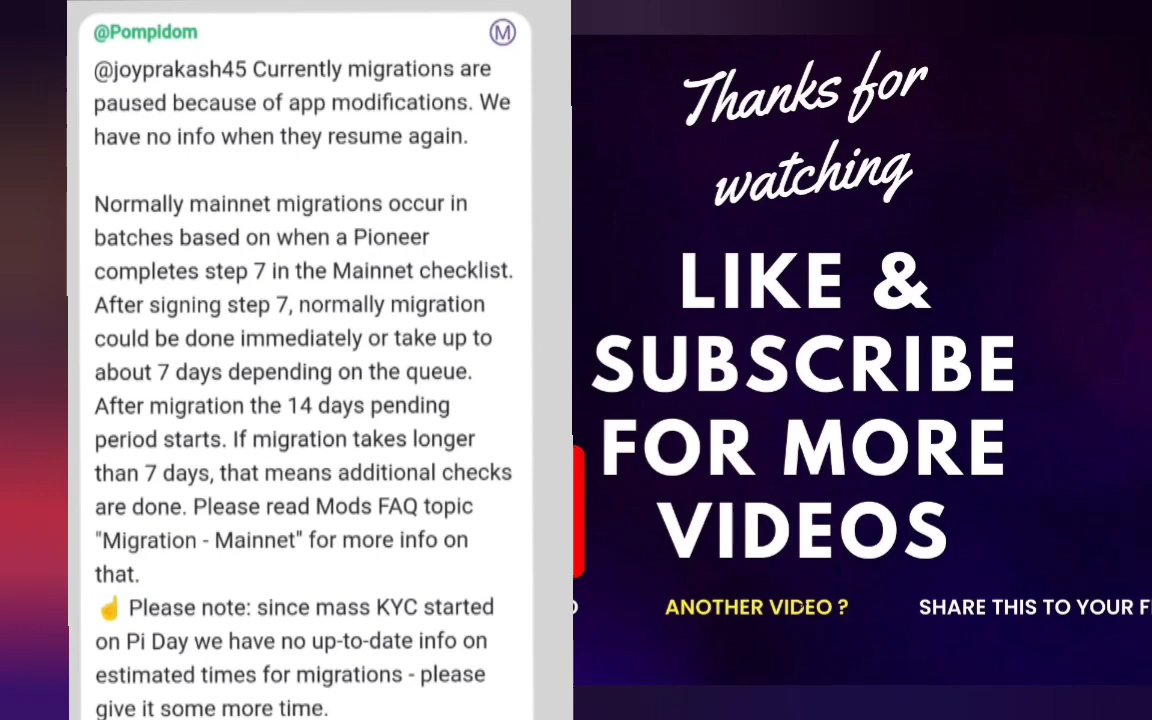 @Pompidom
M
@joyprakash45 Currently migrations are
paused because of app modifications. We
have no info when they resume again.
Normally mainnet migrations occur in
batches based on when a Pioneer
completes step 7 in the Mainnet checklist.
After signing step 7, normally migration
could be done immediately or take up to
about 7 days depending on the queue.
After migration the 14 days pending
period starts. If migration takes longer
than 7 days, that means additional checks
are done. Please read Mods FAQ topic
"Migration - Mainnet" for more info on
that.
☝ Please note: since mass KYC started
on Pi Day we have no up-to-date info on
estimated times for migrations - please
give it some more time.
Thanks for
watching
LIKE &
SUBSCRIBE
FOR MORE
VIDEOS
ANOTHER VIDEO ?
SHARE THIS TO YOUR